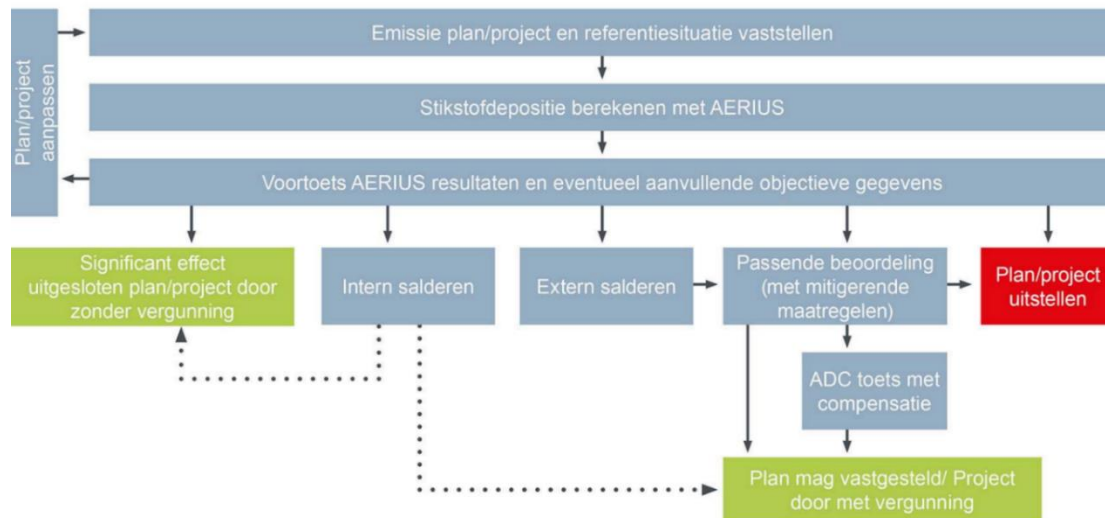 Plan/project
aanpassen
Emissie plan/project en referentiesituatie vaststellen
Stikstofdepositie berekenen met AERIUS
Voortoets AERIUS resultaten en eventueel aanvullende objectieve gegevens
Significant effect
uitgesloten plan/project door
zonder vergunning
Intern salderen
Extern salderen
Passende beoordeling
(met mitigerende
maatregelen)
Plan/project
uitstellen
ADC toets met
compensatie
Plan mag vastgesteld/ Project
door met vergunning